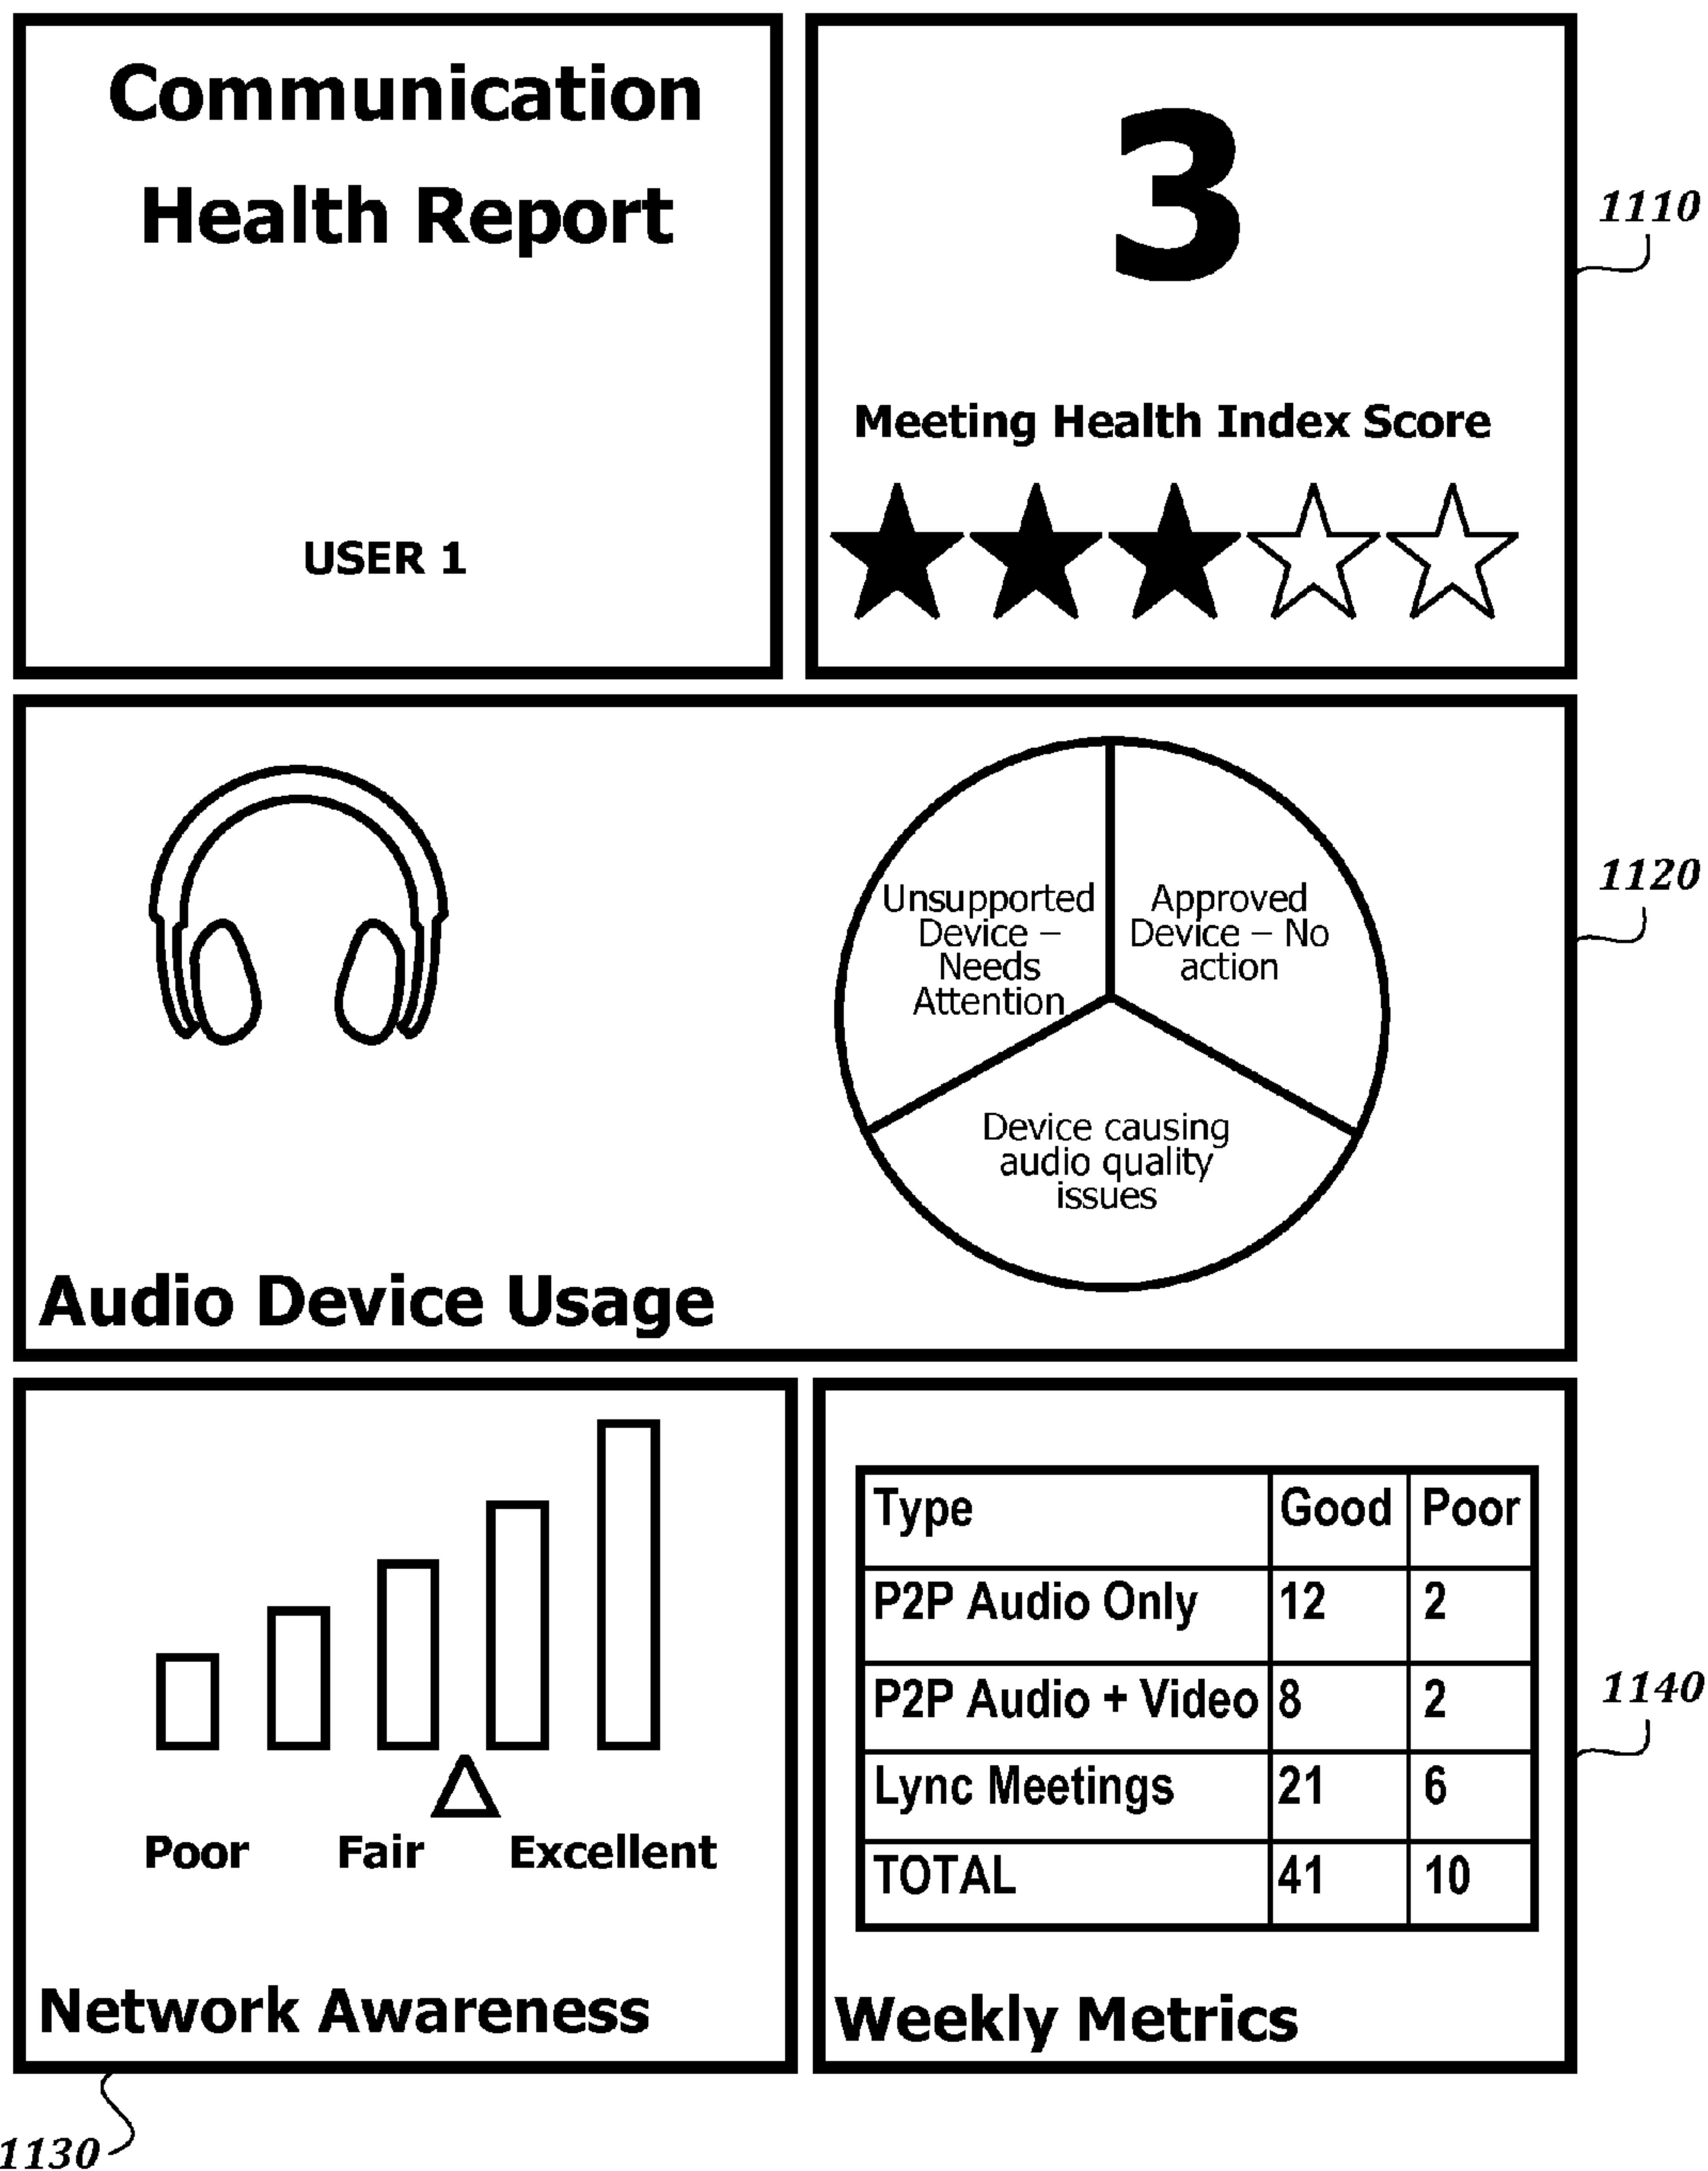 Communication
Health Report
USER 1
3
Meeting Health Index Score
1110
Unsupported
Device –
Needs
Attention
Approved
Device – No
action
Device causing
audio quality
issues
Audio Device Usage
1120
Poor Fair Excellent
Network Awareness
1130
Type Good Poor
P2P Audio Only 12 2
P2P Audio + Video 8 2
Lync Meetings 21 6
TOTAL 41 10
Weekly Metrics
1140